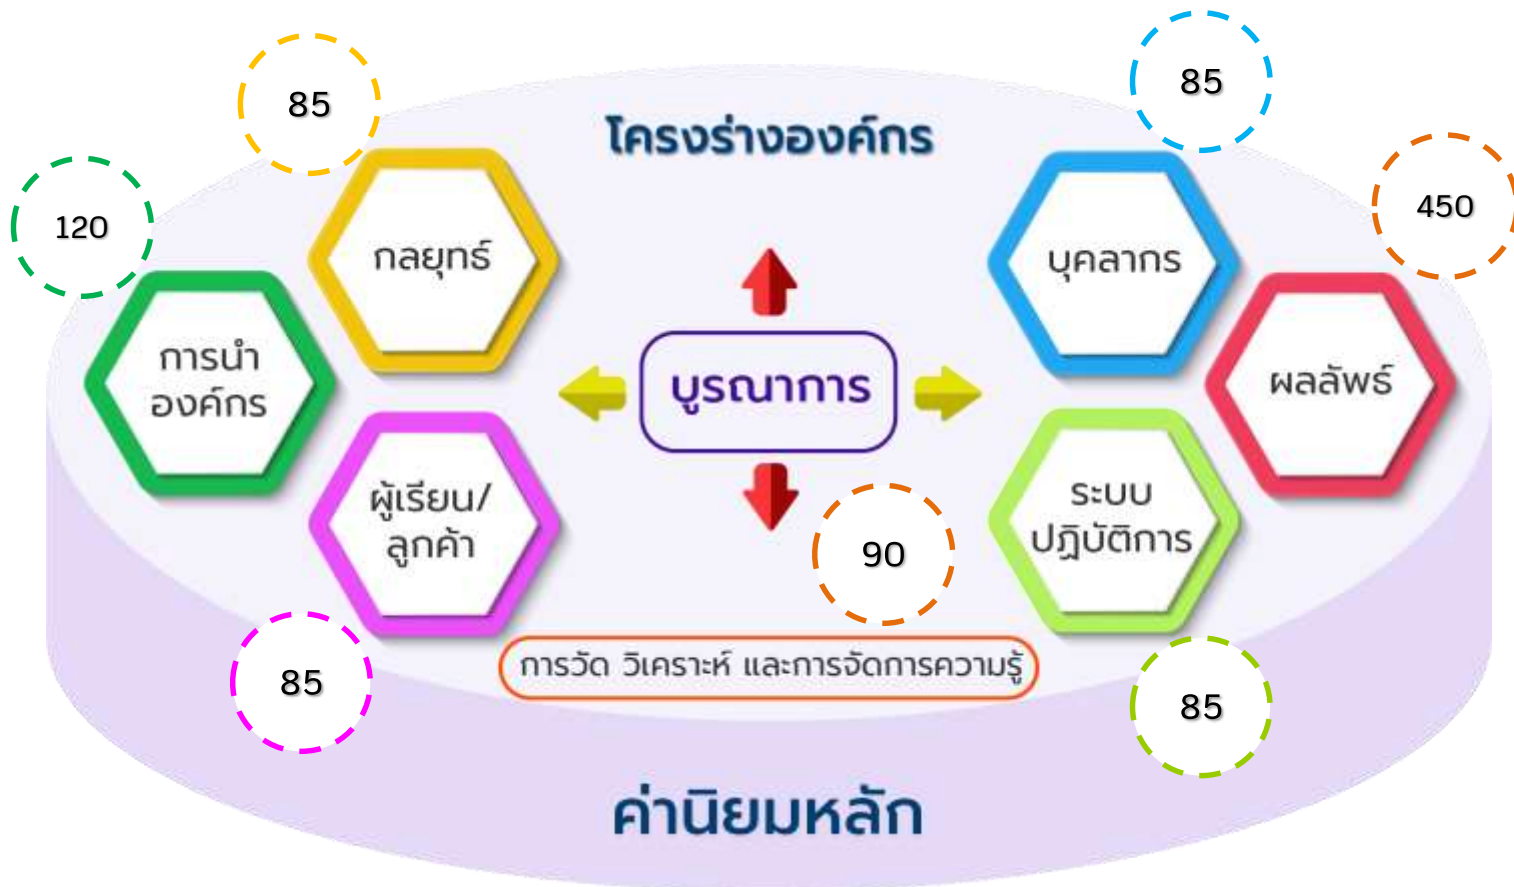 85
85
โครงร่างองค์กร
120
450
กลยุทธ์
บุคลากร
การนำ
องค์กร
บูรณาการ
ผลลัพธ์
ผู้เรียน/
ลูกค้า
ระบบ
ปฏิบัติการ
90
การวัด วิเคราะห์ และการจัดการความรู้
85
85
ค่านิยมหลัก